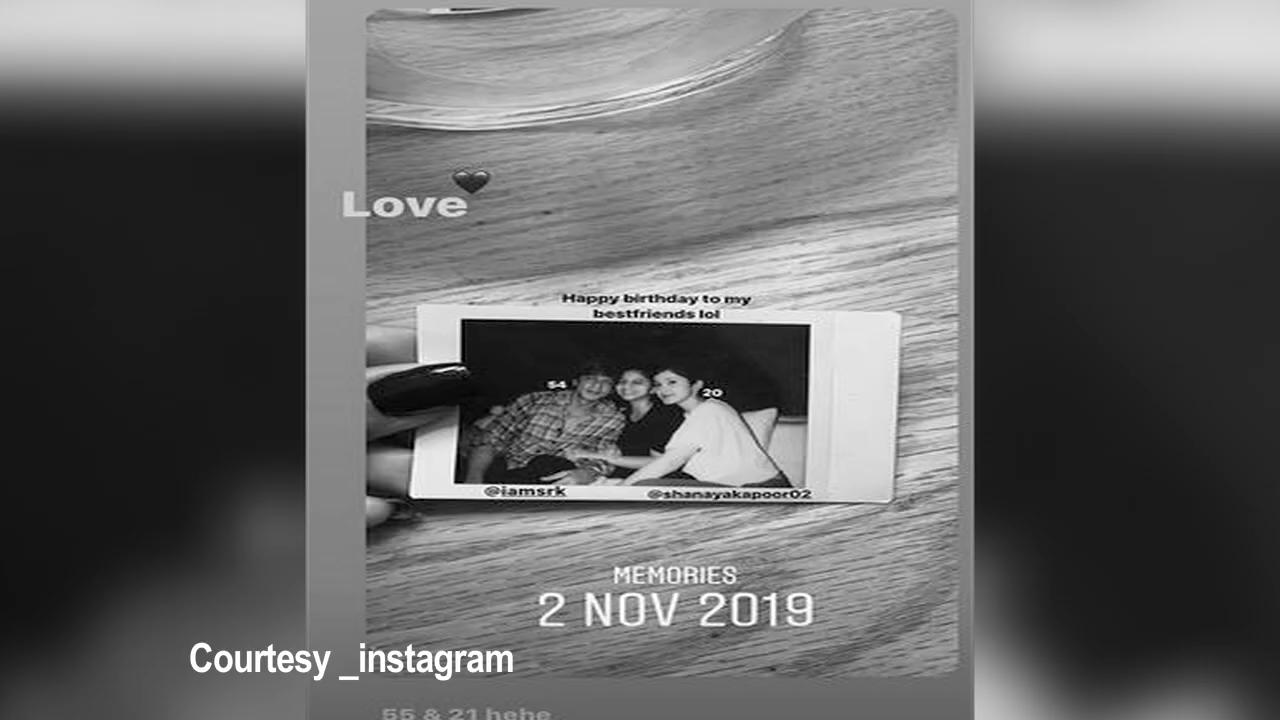 Love🖤
Happy birthday to my
bestfriends lol
54
20
@iamsrk
@shanayakapoor02
MEMORIES
2 NOV 2019
Courtesy _instagram
55 & 21 hehe